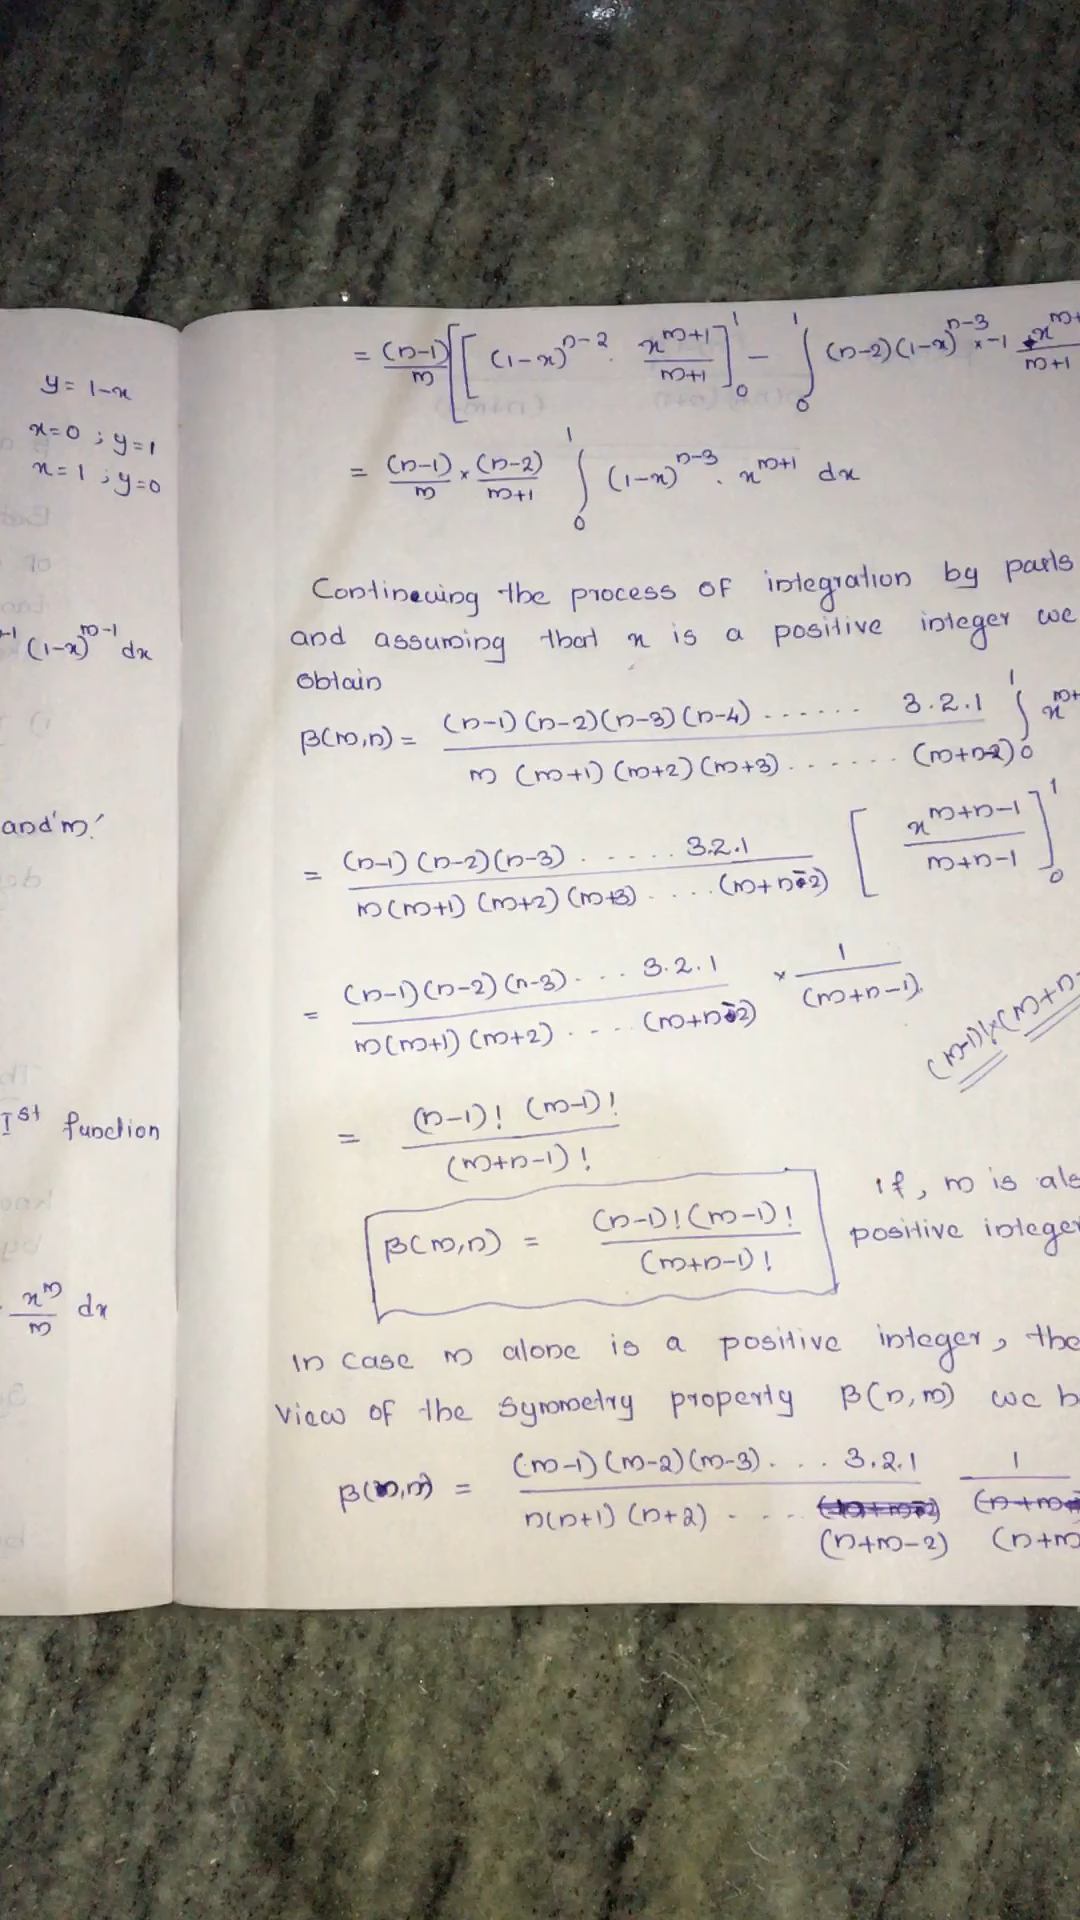 y = 1-x
x=0 ; y=1
x=1 ; y=0
(1-x)^{m-1} dx
and 'm'
Ist function
x^m/m dx
= (n-1)/m [[(1-x)^{n-2} . x^{m+1}/m+1]_0^1 - ∫_0^1 (n-2)(1-x)^{n-3} × -1 x^{m+}/m+1
= (n-1)/m × (n-2)/m+1 ∫_0^1 (1-x)^{n-3} . x^{m+1} dx
Contineuing the process of integration by parts
and assuming that n is a positive integer we
obtain
β(m,n) = (n-1)(n-2)(n-3)(n-4)...... 3.2.1 / m (m+1)(m+2)(m+3)...... (m+n-2) ∫_0^1 x^{m+
= (n-1)(n-2)(n-3)..... 3.2.1 / m(m+1)(m+2)(m+3)....(m+n-2) [x^{m+n-1}/m+n-1]_0^1
= (n-1)(n-2)(n-3)... 3.2.1 / m(m+1)(m+2)....(m+n-2) × 1/(m+n-1).
= (n-1)! (m-1)! / (m+n-1)!
β(m,n) = (n-1)! (m-1)! / (m+n-1)!
If, m is als
positive integer
In case m alone is a positive integer, the
view of the symmetry property β(n,m) we h
= (m-1)(m-2)(m-3)... 3.2.1 / n(n+1)(n+2).... (n+m-2) 1/(n+m